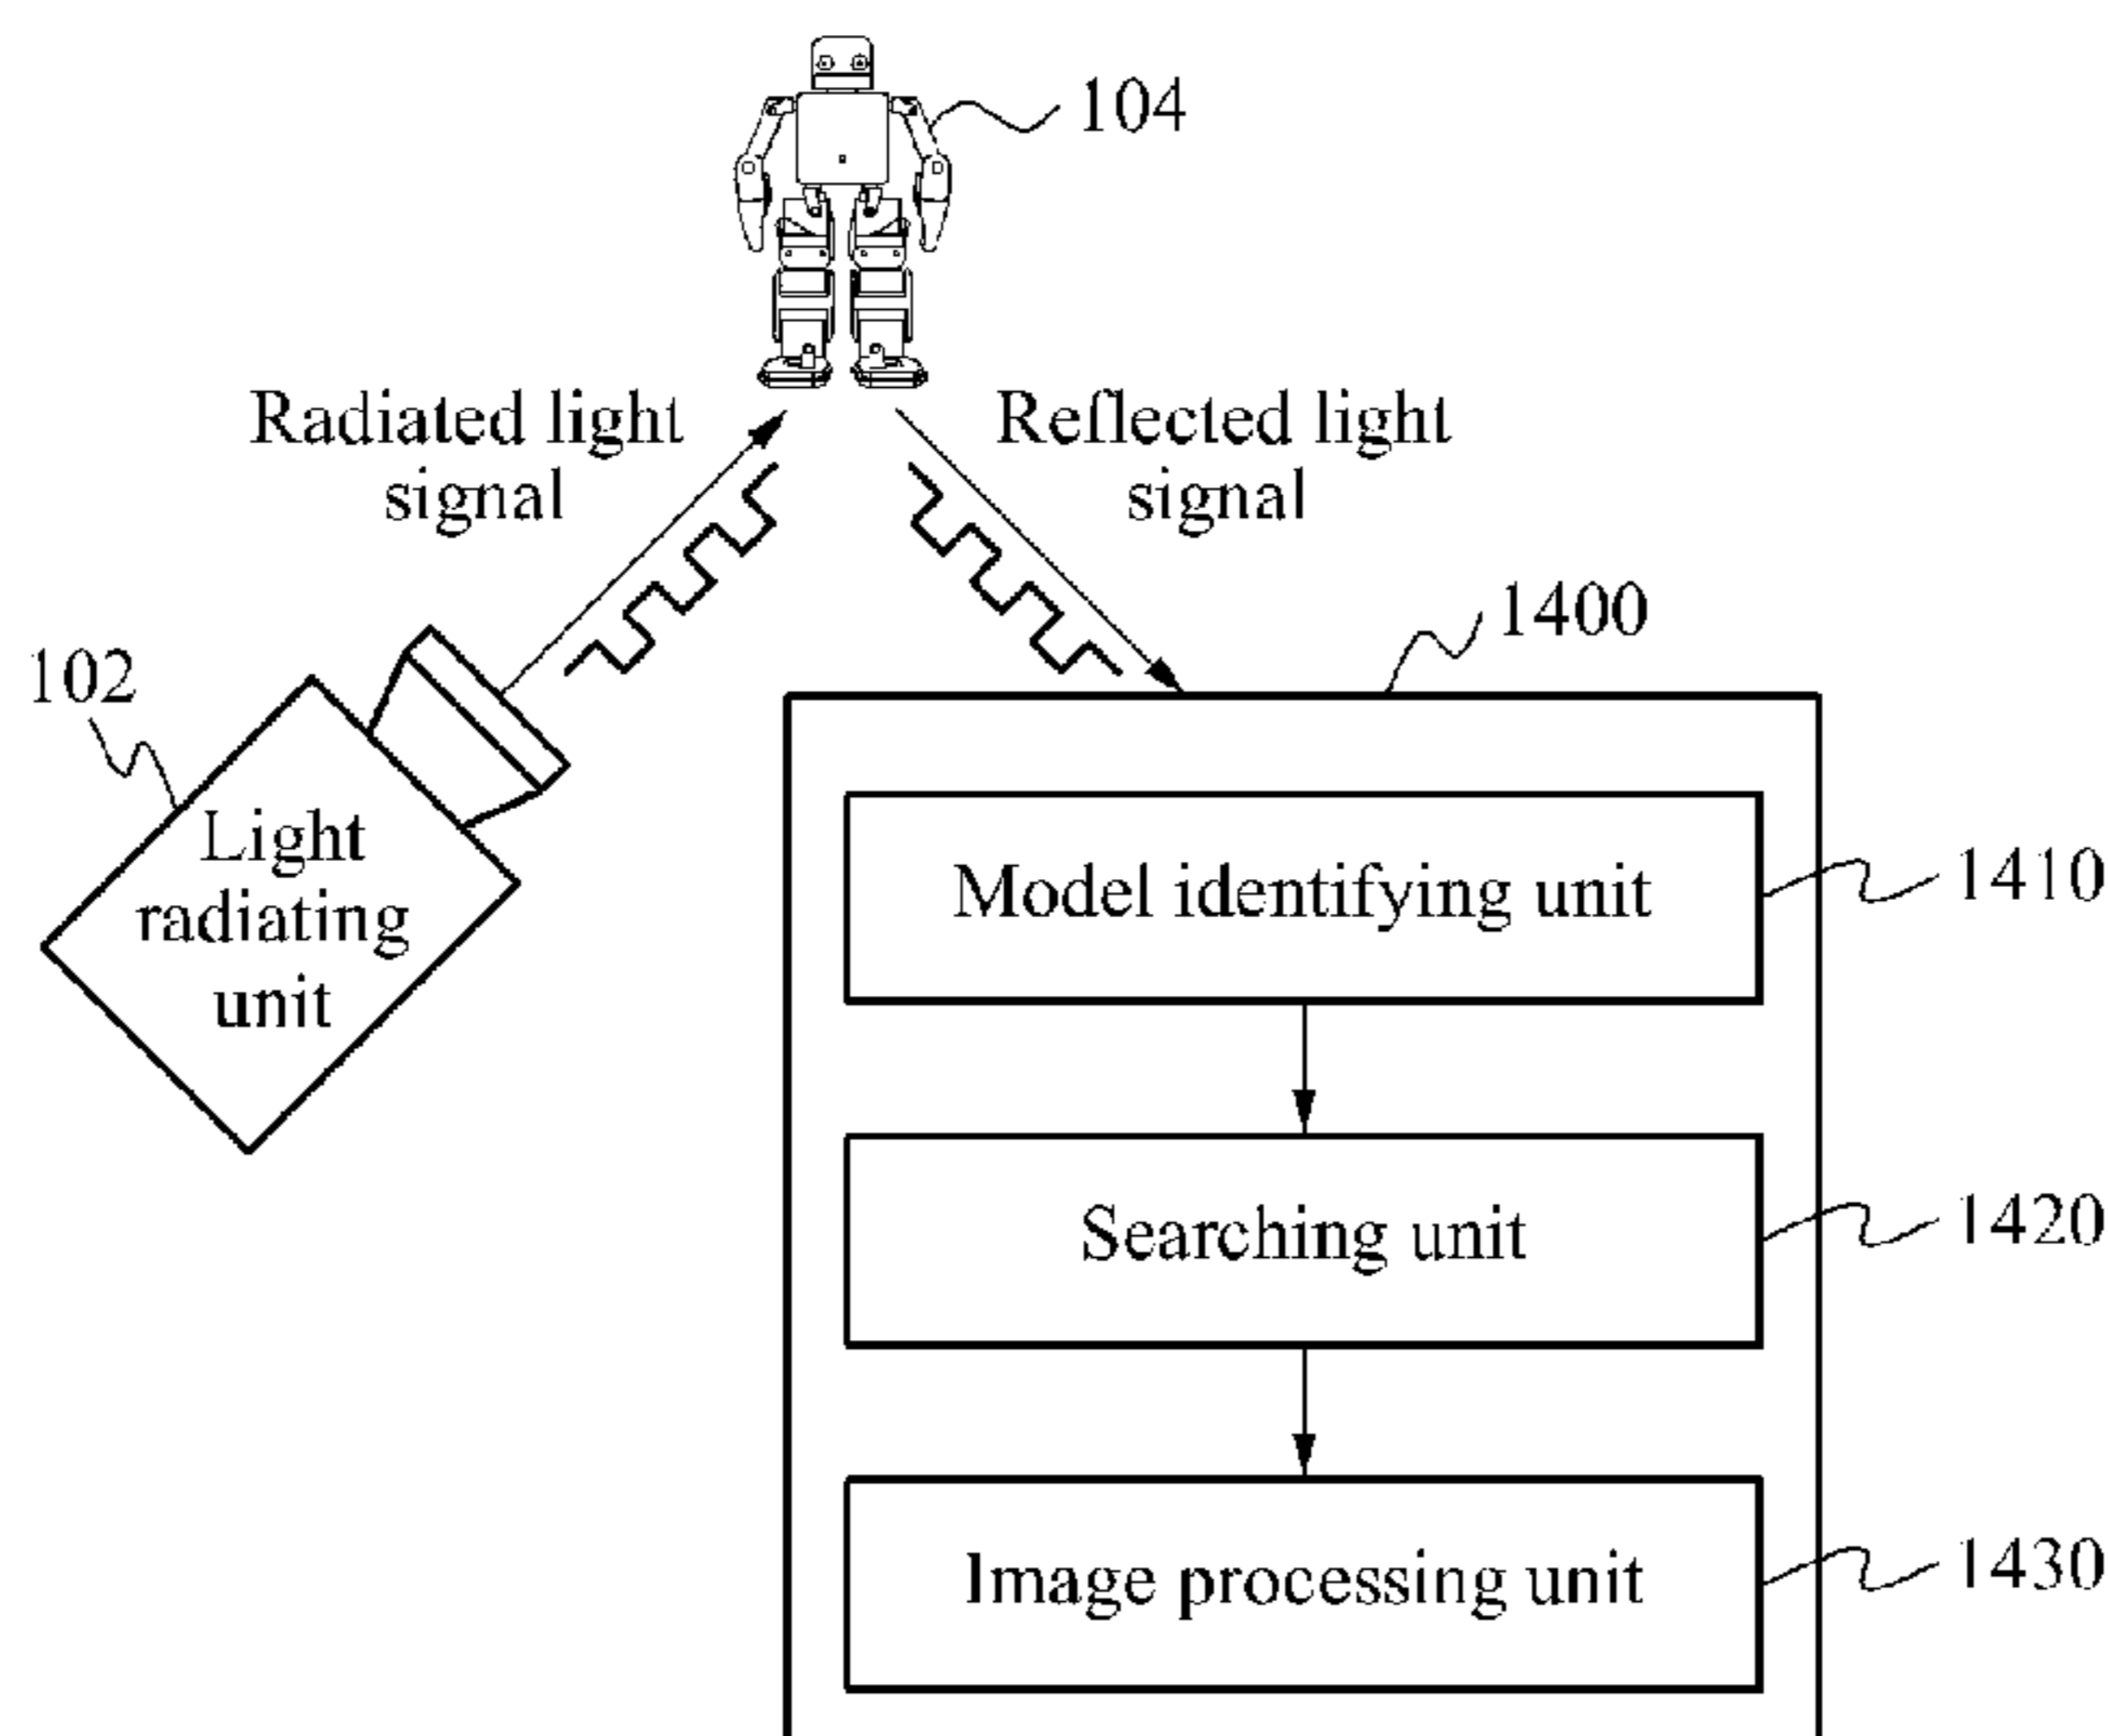 104
Radiated light
signal
Reflected light
signal
1400
102
Light
radiating
unit
Model identifying unit
1410
Searching unit
1420
Image processing unit
1430